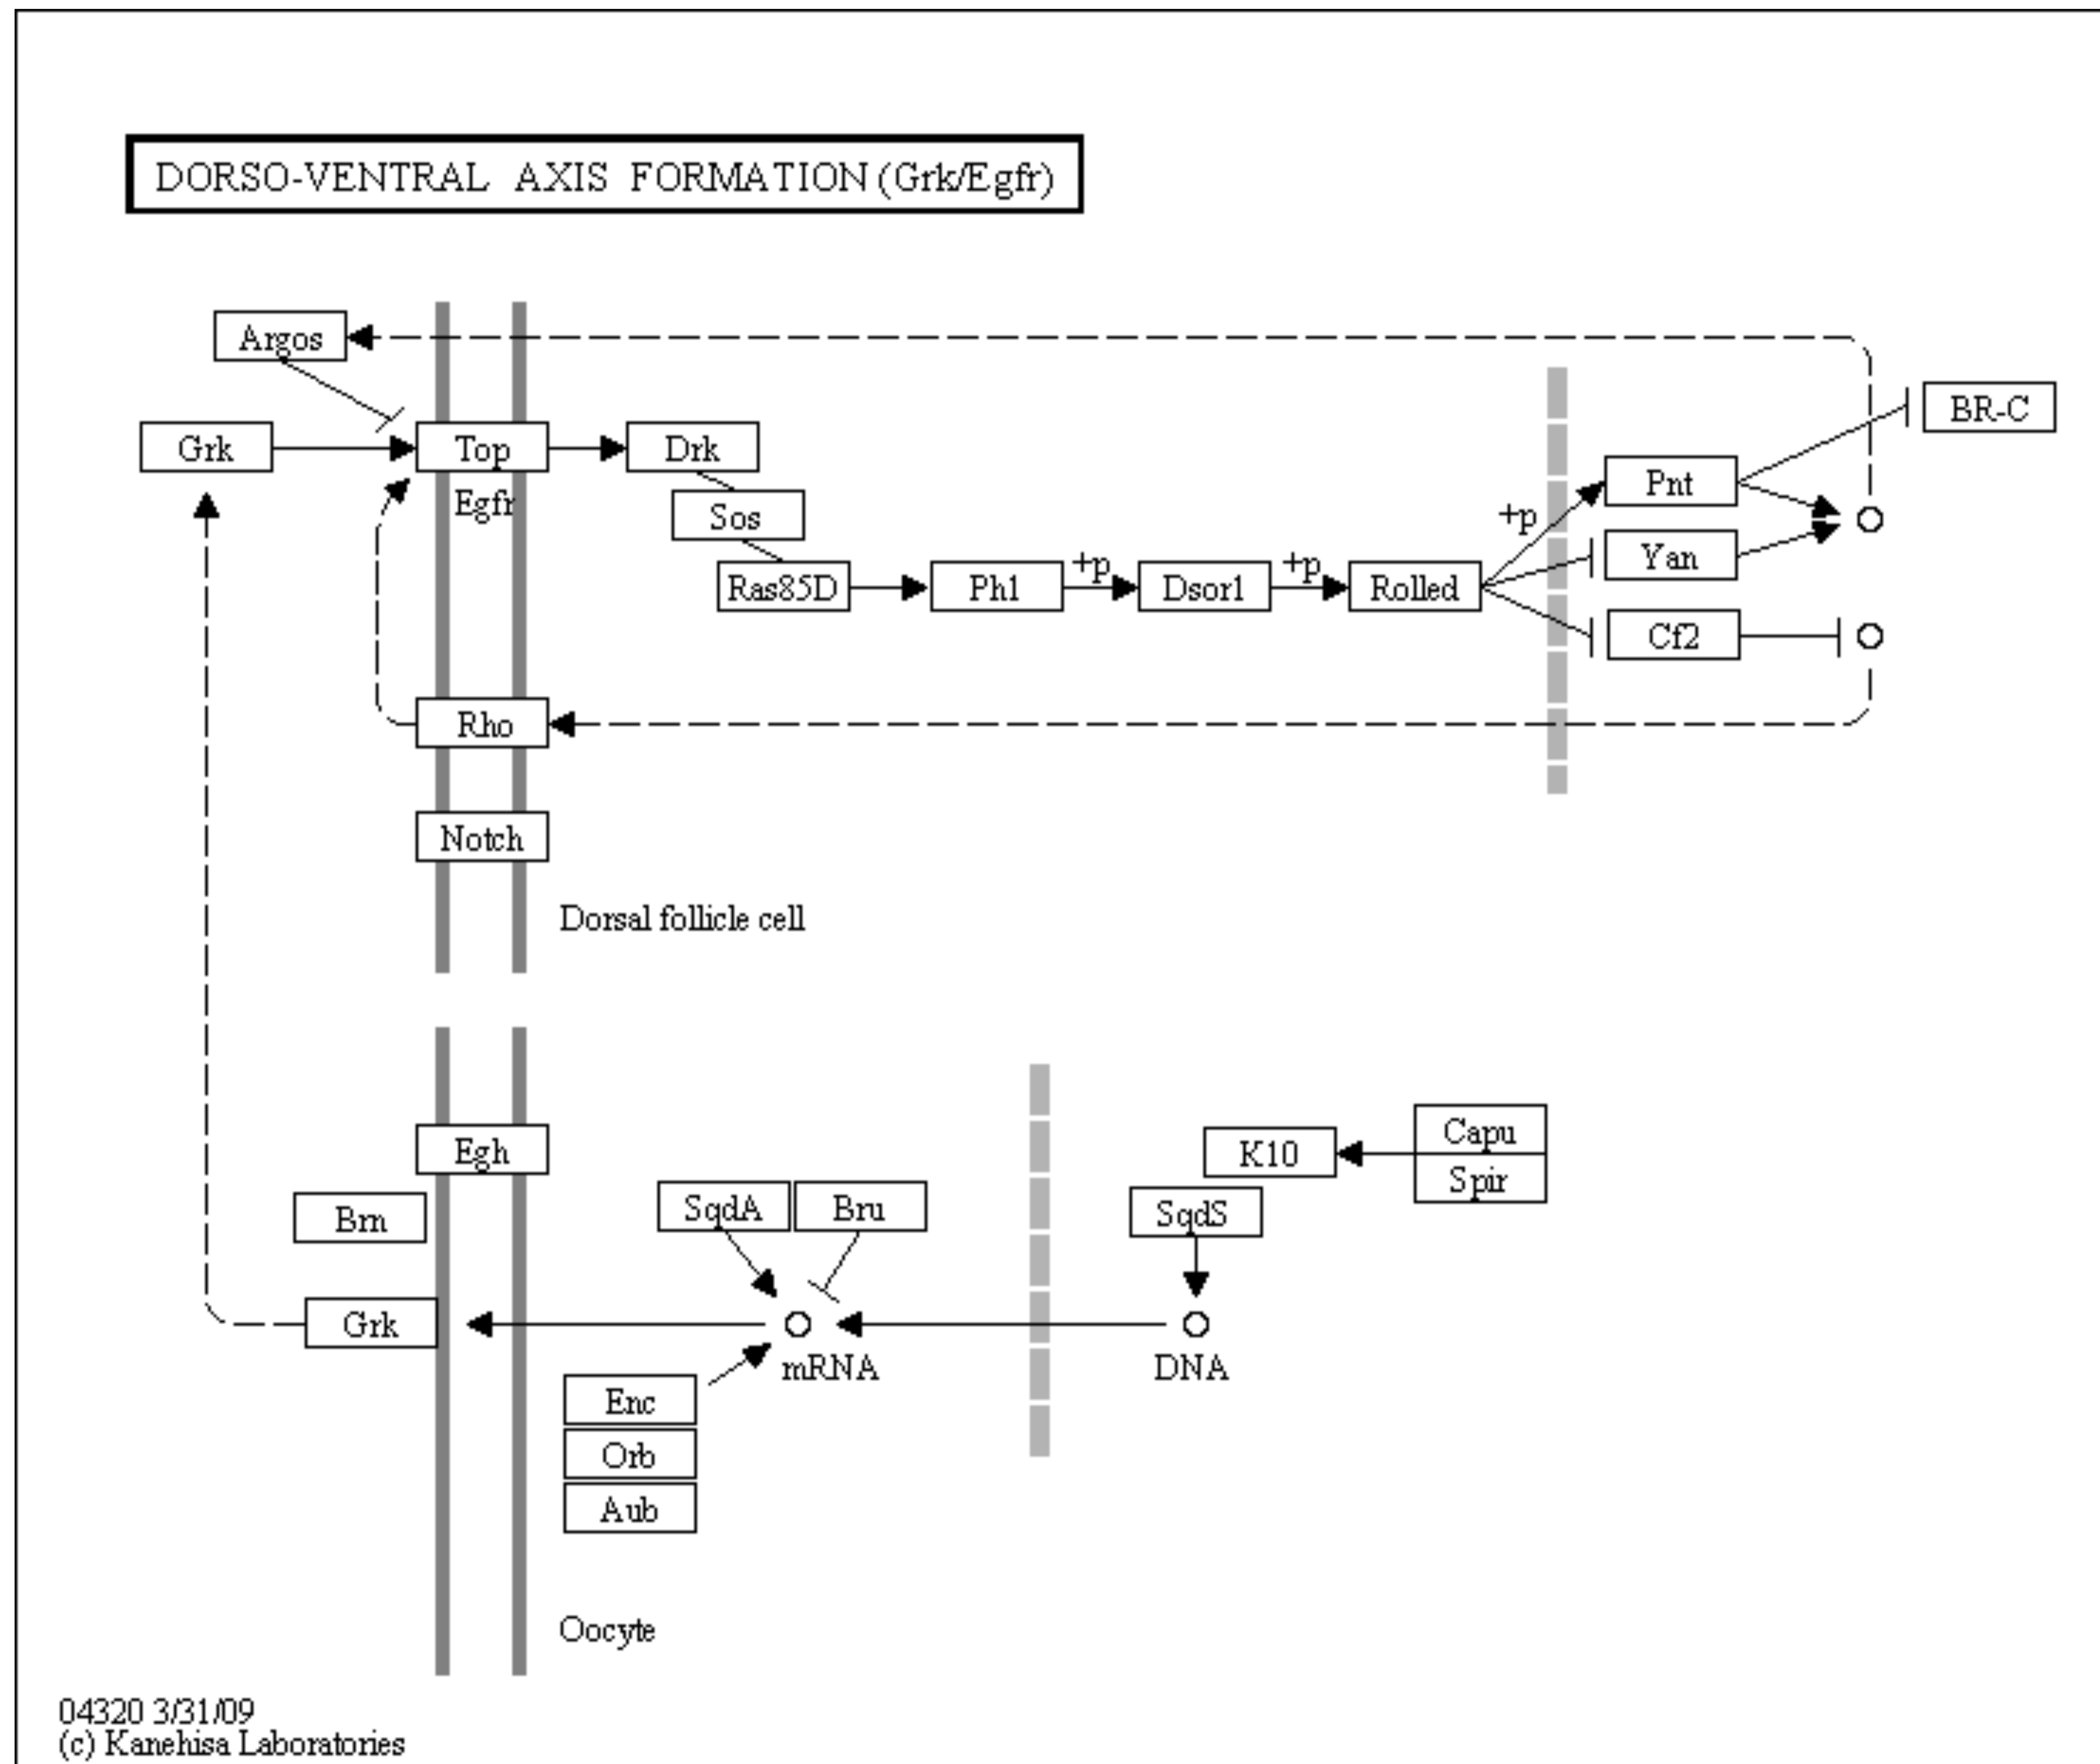 DORSO-VENTRAL AXIS FORMATION (Grk/Egfr)
Argos
BR-C
Grk
Top
Drk
Egfr
Pnt
Sos
+p
Yan
Ras85D
Ph1
+p
Dsor1
+p
Rolled
Cf2
Rho
Notch
Dorsal follicle cell
Egh
K10
Capu
Spir
Brn
SqdA
Bru
SqdS
Grk
mRNA
DNA
Enc
Orb
Aub
Oocyte
04320 3/31/09
(c) Kanehisa Laboratories